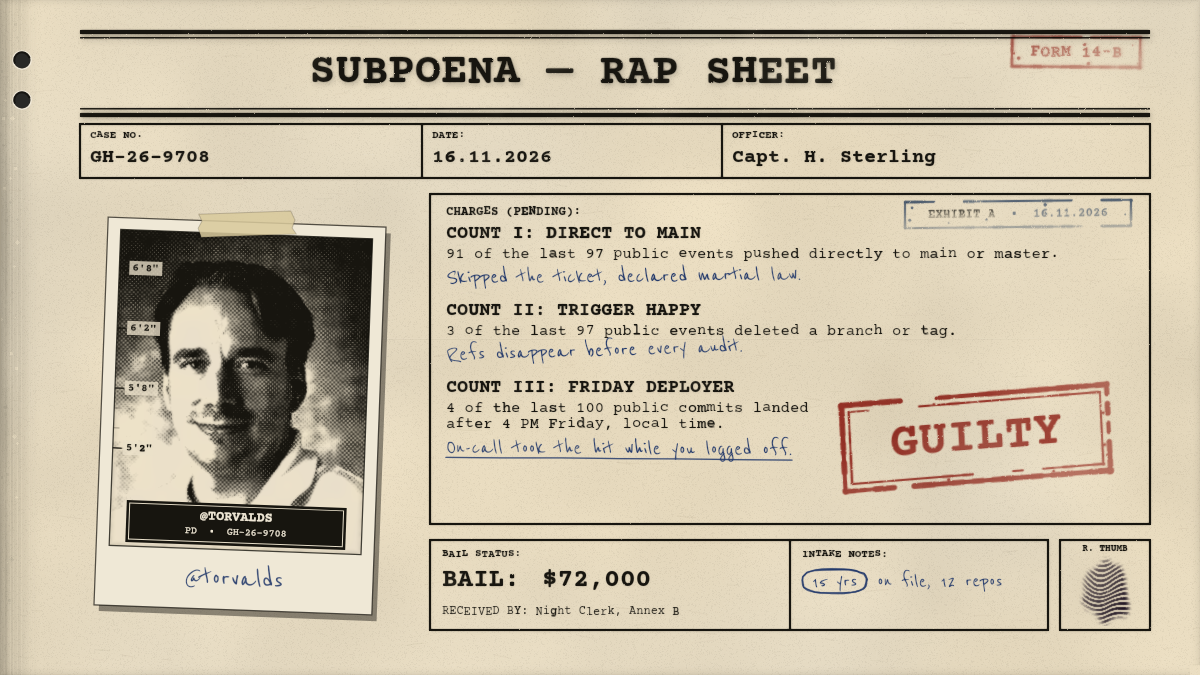 SUBPOENA — RAP SHEET
FORM 14-B
CASE NO.
GH-26-9708
DATE:
16.11.2026
OFFICER:
Capt. H. Sterling
6'8"
6'2"
5'8"
5'2"
@TORVALDS
PD • GH-26-9708
@torvalds
CHARGES (PENDING):
EXHIBIT A • 16.11.2026
COUNT I: DIRECT TO MAIN
91 of the last 97 public events pushed directly to main or master.
Skipped the ticket, declared martial law.
COUNT II: TRIGGER HAPPY
3 of the last 97 public events deleted a branch or tag.
Refs disappear before every audit.
COUNT III: FRIDAY DEPLOYER
4 of the last 100 public commits landed
after 4 PM Friday, local time.
On-call took the hit while you logged off.
GUILTY
BAIL STATUS:
BAIL: $72,000
RECEIVED BY: Night Clerk, Annex B
INTAKE NOTES:
15 yrs on file, 12 repos
R. THUMB